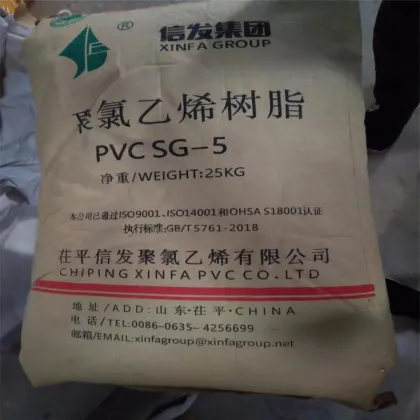 ® 信发集团
XINFA GROUP
聚氯乙烯树脂
PVC SG-5
净重/WEIGHT:25KG
本公司已通过ISO9001、ISO14001和OHSA S18001认证
执行标准:GB/T5761-2018
茌平信发聚氯乙烯有限公司
CHIPING XINFA PVC CO.LTD
地 址/ADD: 山东·茌平·CHINA
电话/TEL:0086-0635-4256699
邮箱/EMAIL:xinfagroup@xinfagroup.net